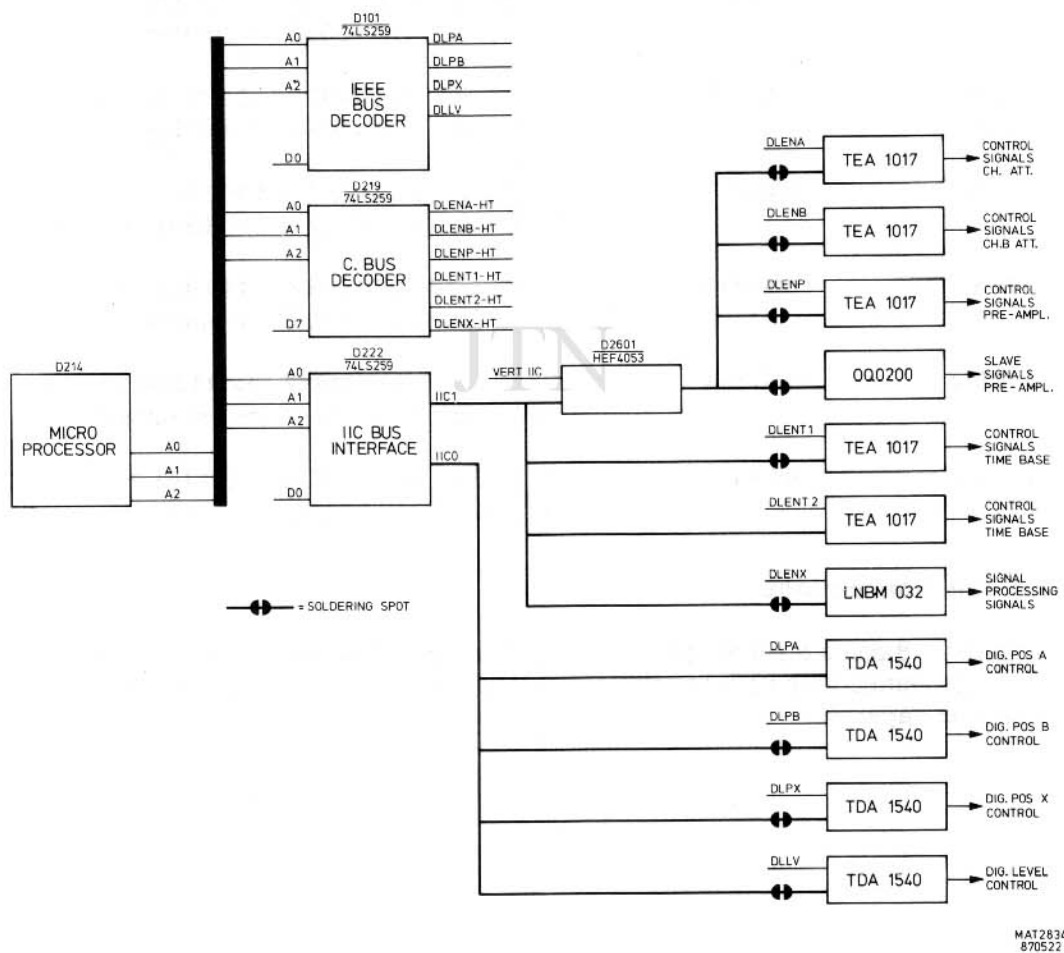 D101
74LS259
A0
A1
A2
D0
IEEE
BUS
DECODER
DLPA
DLPB
DLPX
DLLV
D219
74LS259
A0
A1
A2
D7
C. BUS
DECODER
DLENA-HT
DLENB-HT
DLENP-HT
DLENT1-HT
DLENT2-HT
DLENX-HT
D214
MICRO
PROCESSOR
A0
A1
A2
D222
74LS259
A0
A1
A2
D0
IIC BUS
INTERFACE
IIC1
IIC0
JTN
VERT IIC
D2601
HEF4053
= SOLDERING SPOT
DLENA
TEA 1017
CONTROL
SIGNALS
CH. ATT.
DLENB
TEA 1017
CONTROL
SIGNALS
CH.B ATT.
DLENP
TEA 1017
CONTROL
SIGNALS
PRE-AMPL.
OQ0200
SLAVE
SIGNALS
PRE-AMPL.
DLENT1
TEA 1017
CONTROL
SIGNALS
TIME BASE
DLENT2
TEA 1017
CONTROL
SIGNALS
TIME BASE
DLENX
LNBM 032
SIGNAL
PROCESSING
SIGNALS
DLPA
TDA 1540
DIG. POS A
CONTROL
DLPB
TDA 1540
DIG. POS B
CONTROL
DLPX
TDA 1540
DIG. POS X
CONTROL
DLLV
TDA 1540
DIG. LEVEL
CONTROL
MAT2834
870522